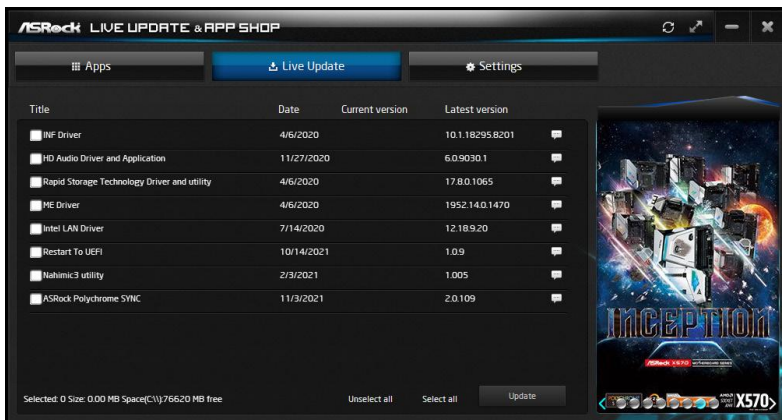 ASRock LIVE UPDATE & APP SHOP
Apps Live Update Settings
Title Date Current version Latest version
INF Driver 4/6/2020 10.1.18295.8201
HD Audio Driver and Application 11/27/2020 6.0.9030.1
Rapid Storage Technology Driver and utility 4/6/2020 17.8.0.1065
ME Driver 4/6/2020 1952.14.0.1470
Intel LAN Driver 7/14/2020 12.18.9.20
Restart To UEFI 10/14/2021 1.0.9
Nahimic3 utility 2/3/2021 1.005
ASRock Polychrome SYNC 11/3/2021 2.0.109
INCEPTION
ASRock X570 MOTHERBOARD SERIES
Selected: 0 Size: 0.00 MB Space(C:\\):76620 MB free Unselect all Select all Update
X570